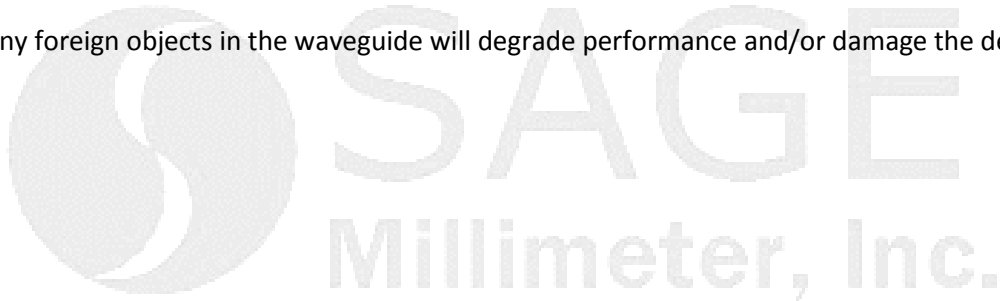 ny foreign objects in the waveguide will degrade performance and/or damage the de
SAGE
Millimeter, Inc.